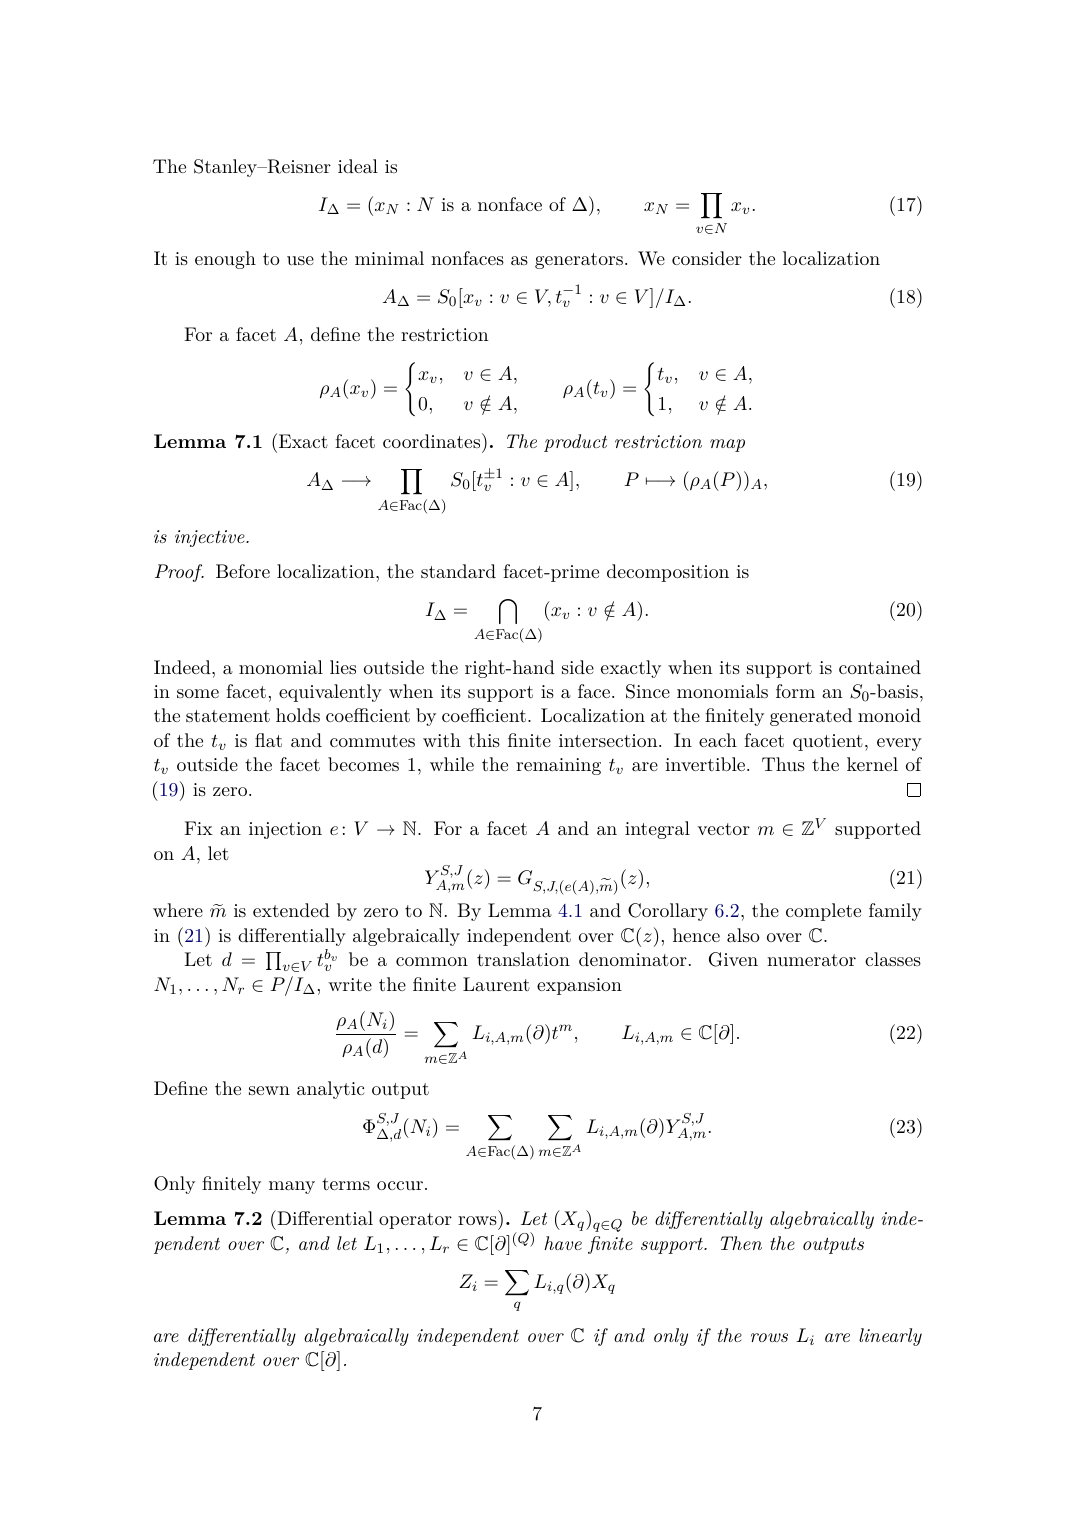 The Stanley–Reisner ideal is
I_Δ = (x_N : N is a nonface of Δ),   x_N = ∏_{v∈N} x_v.   (17)
It is enough to use the minimal nonfaces as generators. We consider the localization
A_Δ = S_0[x_v : v ∈ V, t_v^{-1} : v ∈ V]/I_Δ.   (18)
For a facet A, define the restriction
ρ_A(x_v) = { x_v, v ∈ A, 0, v ∉ A,   ρ_A(t_v) = { t_v, v ∈ A, 1, v ∉ A.
Lemma 7.1 (Exact facet coordinates). The product restriction map
A_Δ ⟶ ∏_{A∈Fac(Δ)} S_0[t_v^{±1} : v ∈ A],   P ⟼ (ρ_A(P))_A,   (19)
is injective.
Proof. Before localization, the standard facet-prime decomposition is
I_Δ = ⋂_{A∈Fac(Δ)} (x_v : v ∉ A).   (20)
Indeed, a monomial lies outside the right-hand side exactly when its support is contained
in some facet, equivalently when its support is a face. Since monomials form an S_0-basis,
the statement holds coefficient by coefficient. Localization at the finitely generated monoid
of the t_v is flat and commutes with this finite intersection. In each facet quotient, every
t_v outside the facet becomes 1, while the remaining t_v are invertible. Thus the kernel of
(19) is zero. □
Fix an injection e: V → ℕ. For a facet A and an integral vector m ∈ ℤ^V supported
on A, let
Y_{A,m}^{S,J}(z) = G_{S,J,(e(A),m̃)}(z),   (21)
where m̃ is extended by zero to ℕ. By Lemma 4.1 and Corollary 6.2, the complete family
in (21) is differentially algebraically independent over ℂ(z), hence also over ℂ.
Let d = ∏_{v∈V} t_v^{b_v} be a common translation denominator. Given numerator classes
N_1, . . . , N_r ∈ P/I_Δ, write the finite Laurent expansion
ρ_A(N_i)/ρ_A(d) = ∑_{m∈ℤ^A} L_{i,A,m}(∂)t^m,   L_{i,A,m} ∈ ℂ[∂].   (22)
Define the sewn analytic output
Φ_{Δ,d}^{S,J}(N_i) = ∑_{A∈Fac(Δ)} ∑_{m∈ℤ^A} L_{i,A,m}(∂)Y_{A,m}^{S,J}.   (23)
Only finitely many terms occur.
Lemma 7.2 (Differential operator rows). Let (X_q)_{q∈Q} be differentially algebraically inde-
pendent over ℂ, and let L_1, . . . , L_r ∈ ℂ[∂]^{(Q)} have finite support. Then the outputs
Z_i = ∑_q L_{i,q}(∂)X_q
are differentially algebraically independent over ℂ if and only if the rows L_i are linearly
independent over ℂ[∂].
7